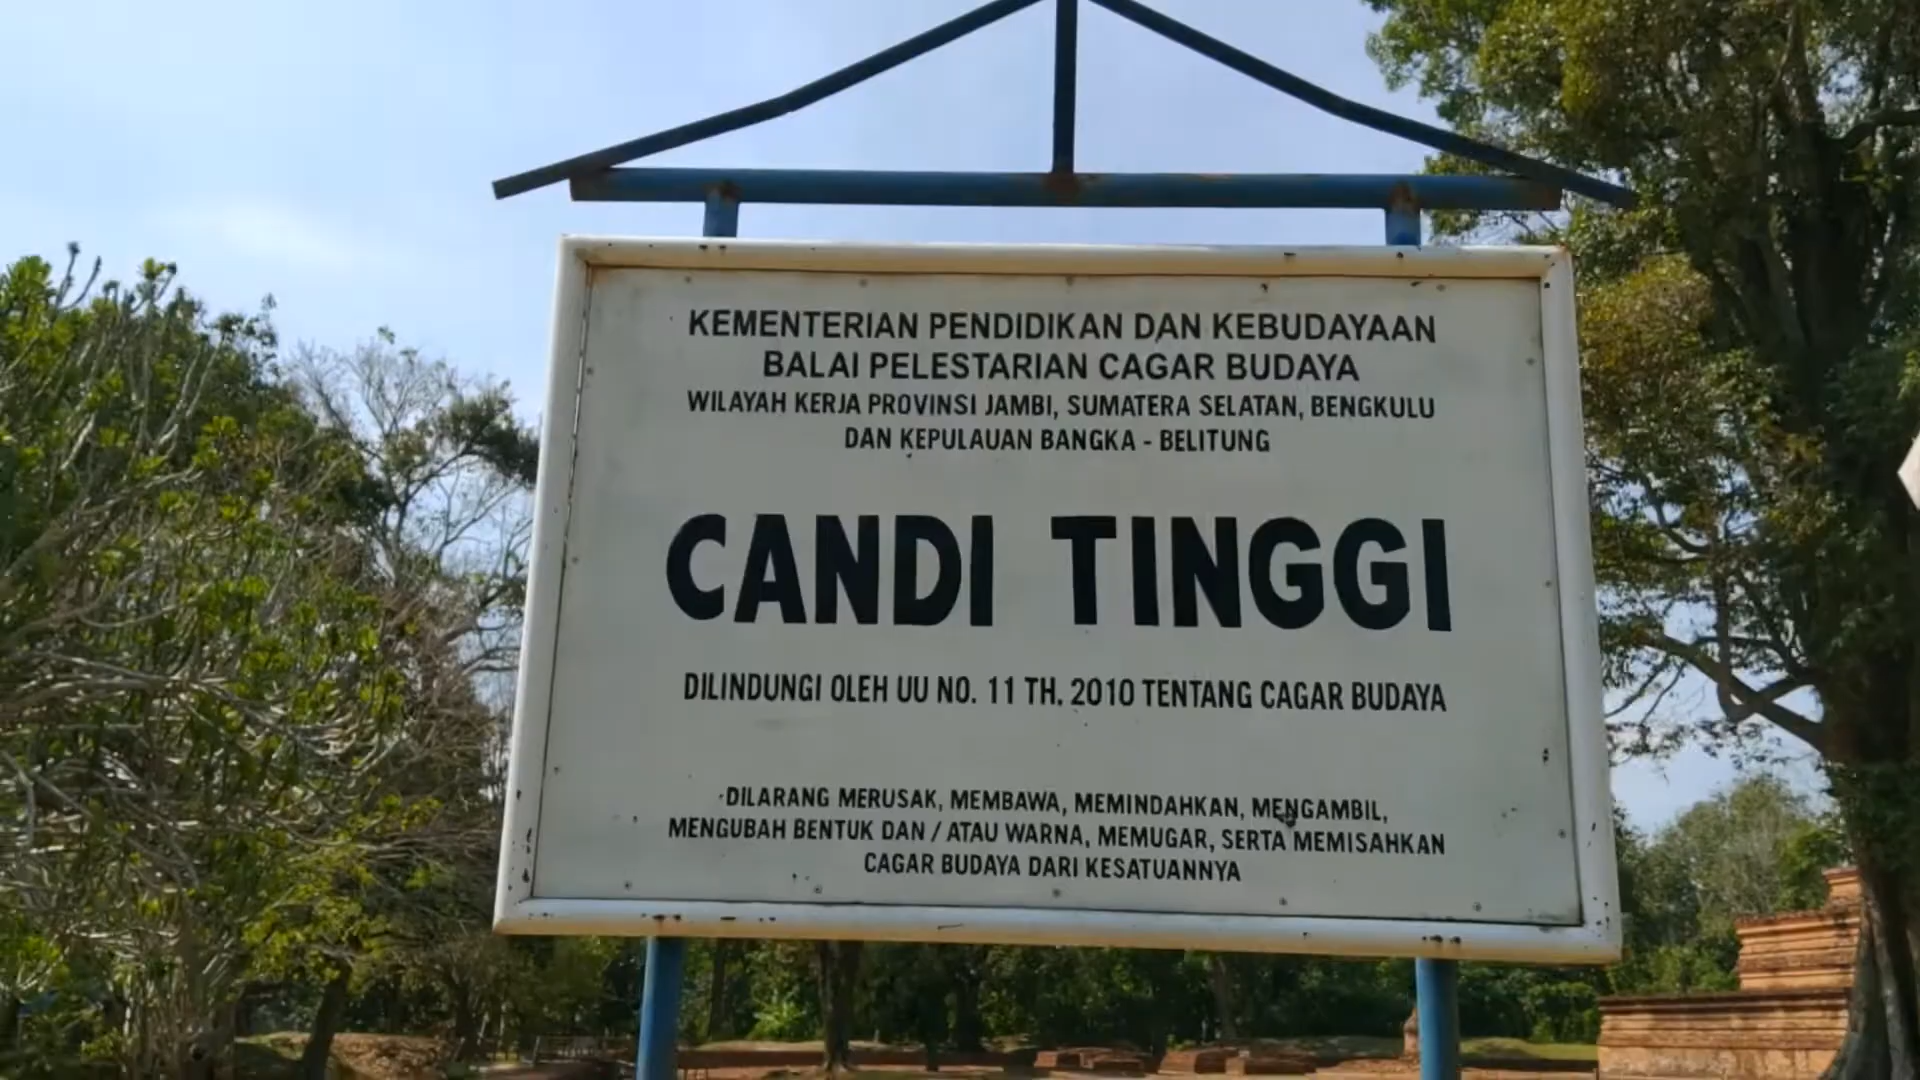 KEMENTERIAN PENDIDIKAN DAN KEBUDAYAAN
BALAI PELESTARIAN CAGAR BUDAYA
WILAYAH KERJA PROVINSI JAMBI, SUMATERA SELATAN, BENGKULU
DAN KEPULAUAN BANGKA - BELITUNG
CANDI TINGGI
DILINDUNGI OLEH UU NO. 11 TH. 2010 TENTANG CAGAR BUDAYA
DILARANG MERUSAK, MEMBAWA, MEMINDAHKAN, MENGAMBIL,
MENGUBAH BENTUK DAN / ATAU WARNA, MEMUGAR, SERTA MEMISAHKAN
CAGAR BUDAYA DARI KESATUANNYA